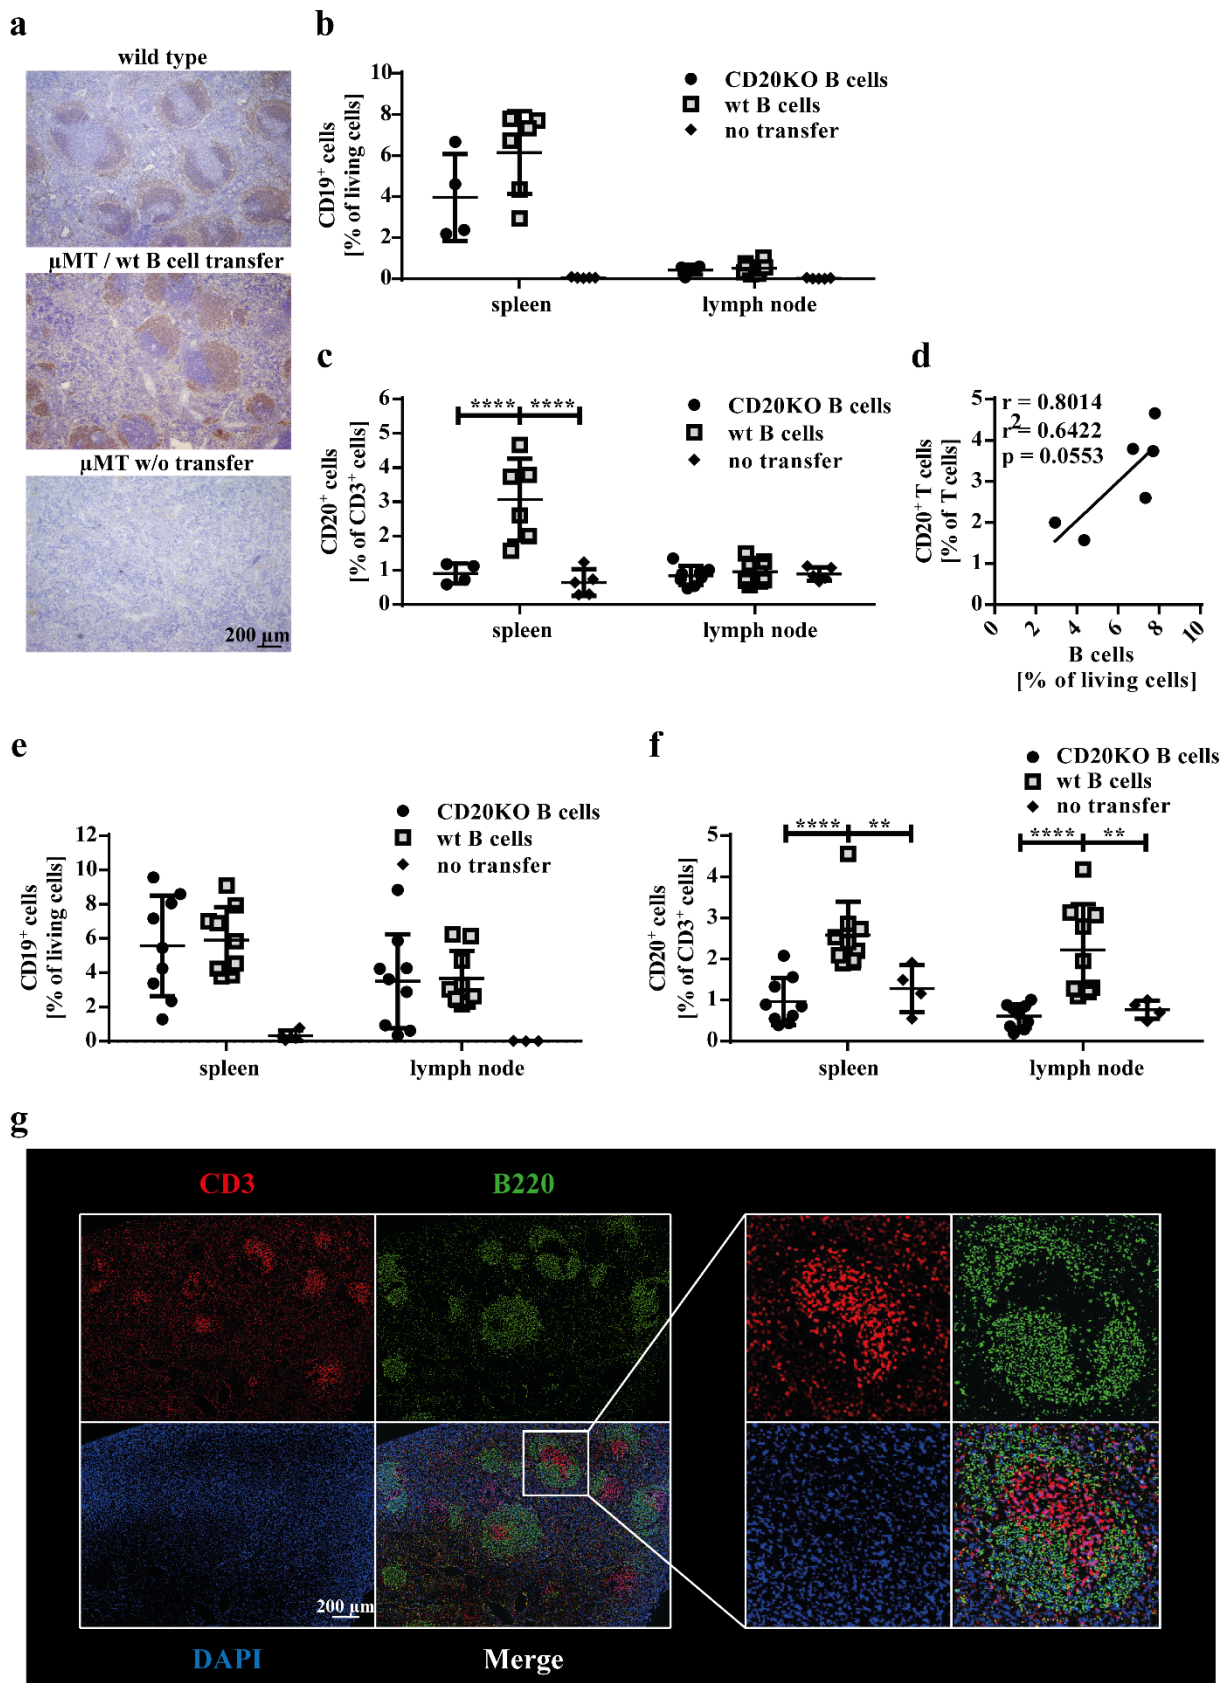 a
wild type
μMT / wt B cell transfer
μMT w/o transfer
200 μm
b
CD19+ cells
[% of living cells]
10
8
6
4
2
0
CD20KO B cells
wt B cells
no transfer
spleen
lymph node
c
CD20+ cells
[% of CD3+ cells]
6
5
4
3
2
1
0
**** ****
CD20KO B cells
wt B cells
no transfer
spleen
lymph node
d
CD20+ T cells
[% of T cells]
5
4
3
2
1
0
r = 0.8014
r2 = 0.6422
p = 0.0553
0 2 4 6 8 10
B cells
[% of living cells]
e
CD19+ cells
[% of living cells]
12
10
8
6
4
2
0
CD20KO B cells
wt B cells
no transfer
spleen
lymph node
f
CD20+ cells
[% of CD3+ cells]
5
4
3
2
1
0
CD20KO B cells
wt B cells
no transfer
**** **
**** **
spleen
lymph node
g
CD3
B220
200 μm
DAPI
Merge